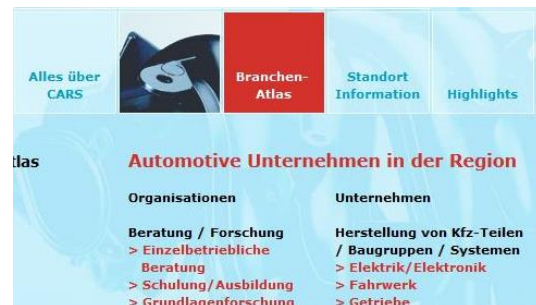 Alles über
CARS
Branchen-
Atlas
Standort
Information
Highlights
tlas
Automotive Unternehmen in der Region
Organisationen
Beratung / Forschung
> Einzelbetriebliche
Beratung
> Schulung/Ausbildung
> Grundlagenforschung
Unternehmen
Herstellung von Kfz-Teilen
/ Baugruppen / Systemen
> Elektrik/Elektronik
> Fahrwerk
> Getriebe